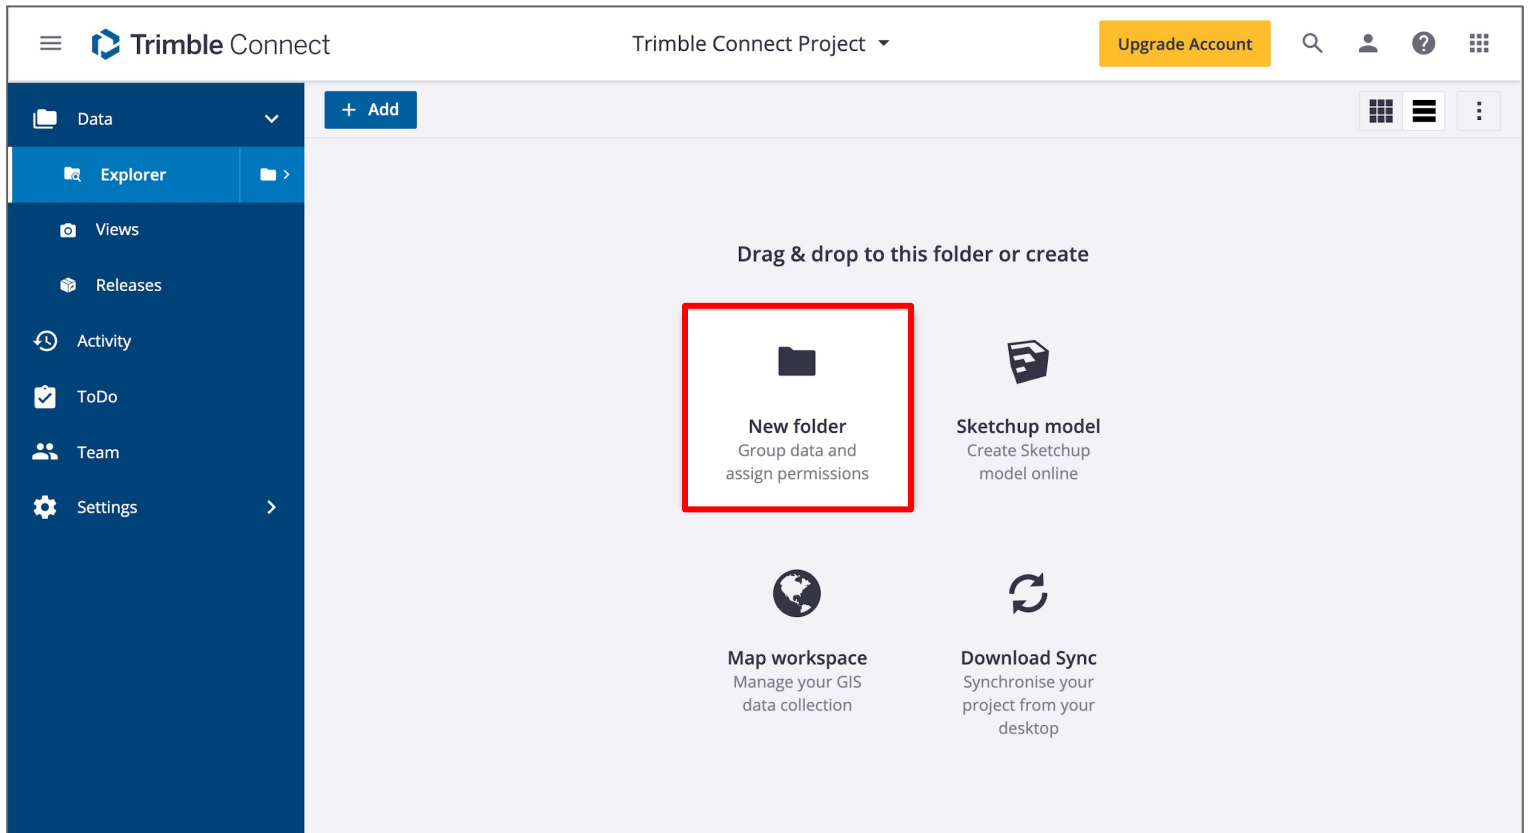 Trimble Connect
Trimble Connect Project
Upgrade Account
Data
+ Add
Explorer
Views
Releases
Activity
ToDo
Team
Settings
Drag & drop to this folder or create
New folder
Group data and
assign permissions
Sketchup model
Create Sketchup
model online
Map workspace
Manage your GIS
data collection
Download Sync
Synchronise your
project from your
desktop